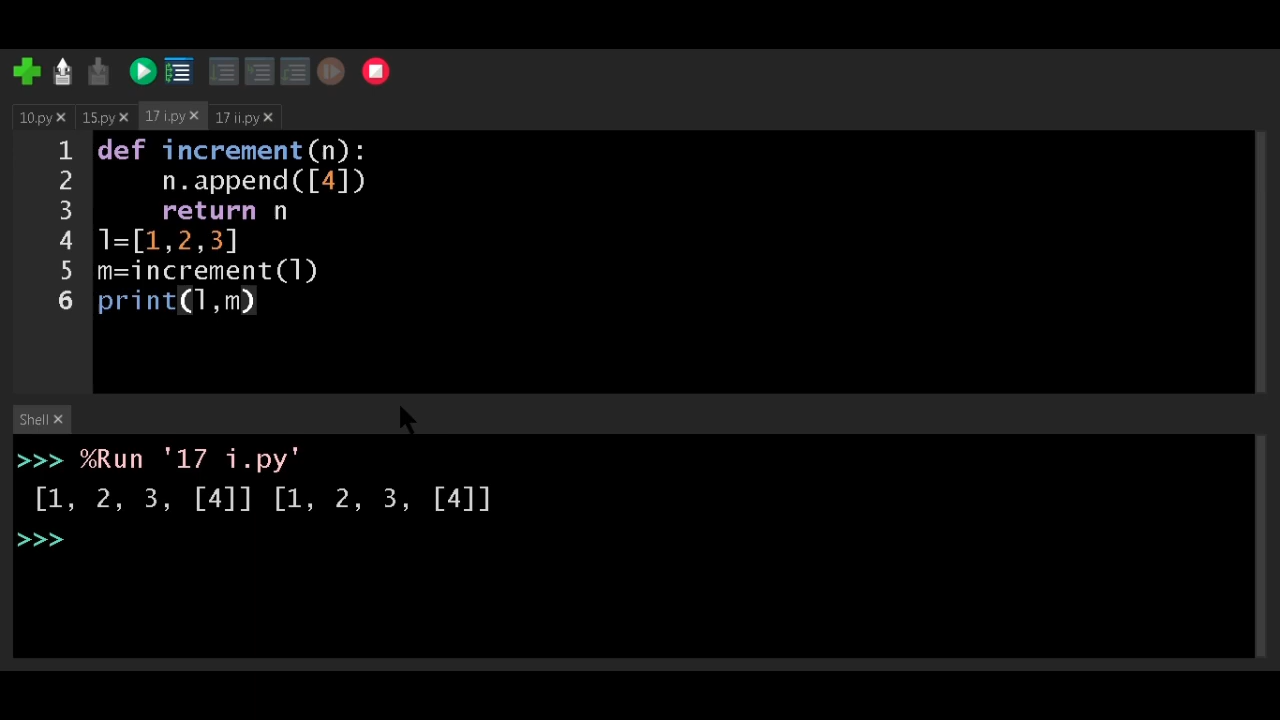 10.py × 15.py × 17 i.py × 17 ii.py ×
1 def increment(n):
2     n.append([4])
3     return n
4 l=[1,2,3]
5 m=increment(l)
6 print(l,m)
Shell ×
>>> %Run '17 i.py'
[1, 2, 3, [4]] [1, 2, 3, [4]]
>>>